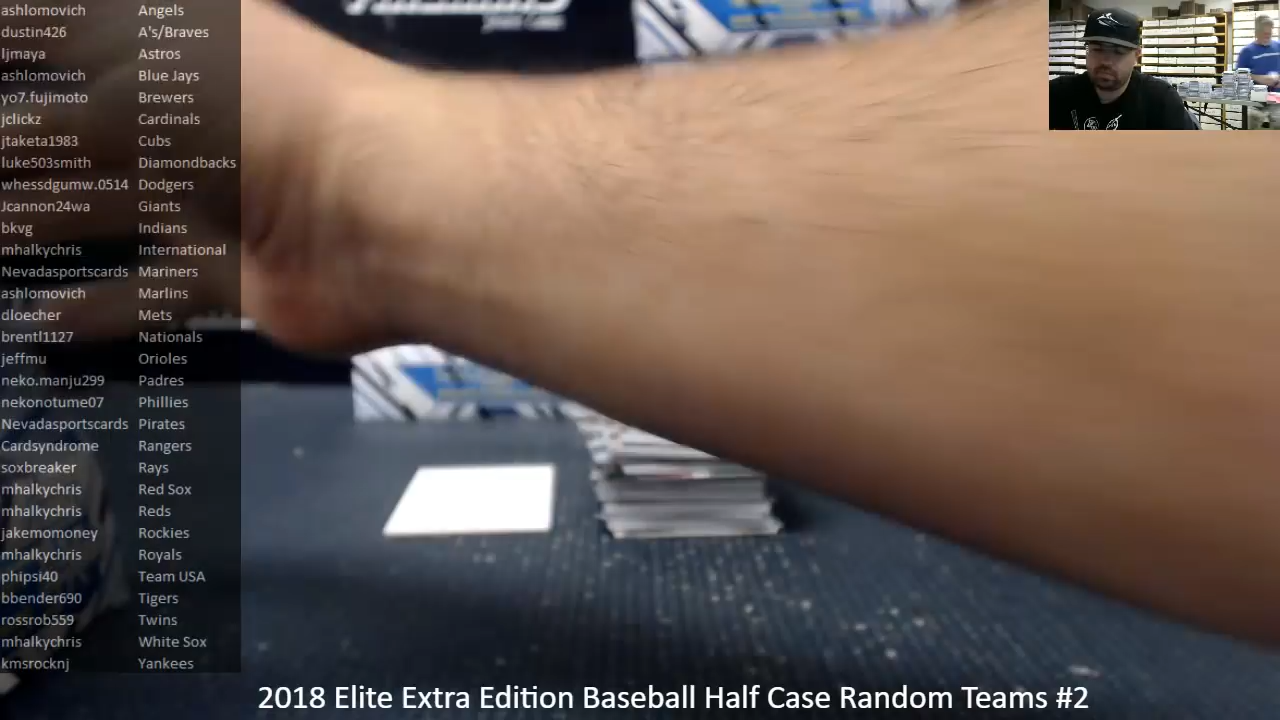 ashlomovich Angels
dustin426 A's/Braves
ljmaya Astros
ashlomovich Blue Jays
yo7.fujimoto Brewers
jclickz Cardinals
jtaketa1983 Cubs
luke503smith Diamondbacks
whessdgumw.0514 Dodgers
Jcannon24wa Giants
bkvg Indians
mhalkychris International
Nevadasportscards Mariners
ashlomovich Marlins
dloecher Mets
brentl1127 Nationals
jeffmu Orioles
neko.manju299 Padres
nekonotume07 Phillies
Nevadasportscards Pirates
Cardsyndrome Rangers
soxbreaker Rays
mhalkychris Red Sox
mhalkychris Reds
jakemomoney Rockies
mhalkychris Royals
phipsi40 Team USA
bbender690 Tigers
rossrob559 Twins
mhalkychris White Sox
kmsrocknj Yankees
2018 Elite Extra Edition Baseball Half Case Random Teams #2